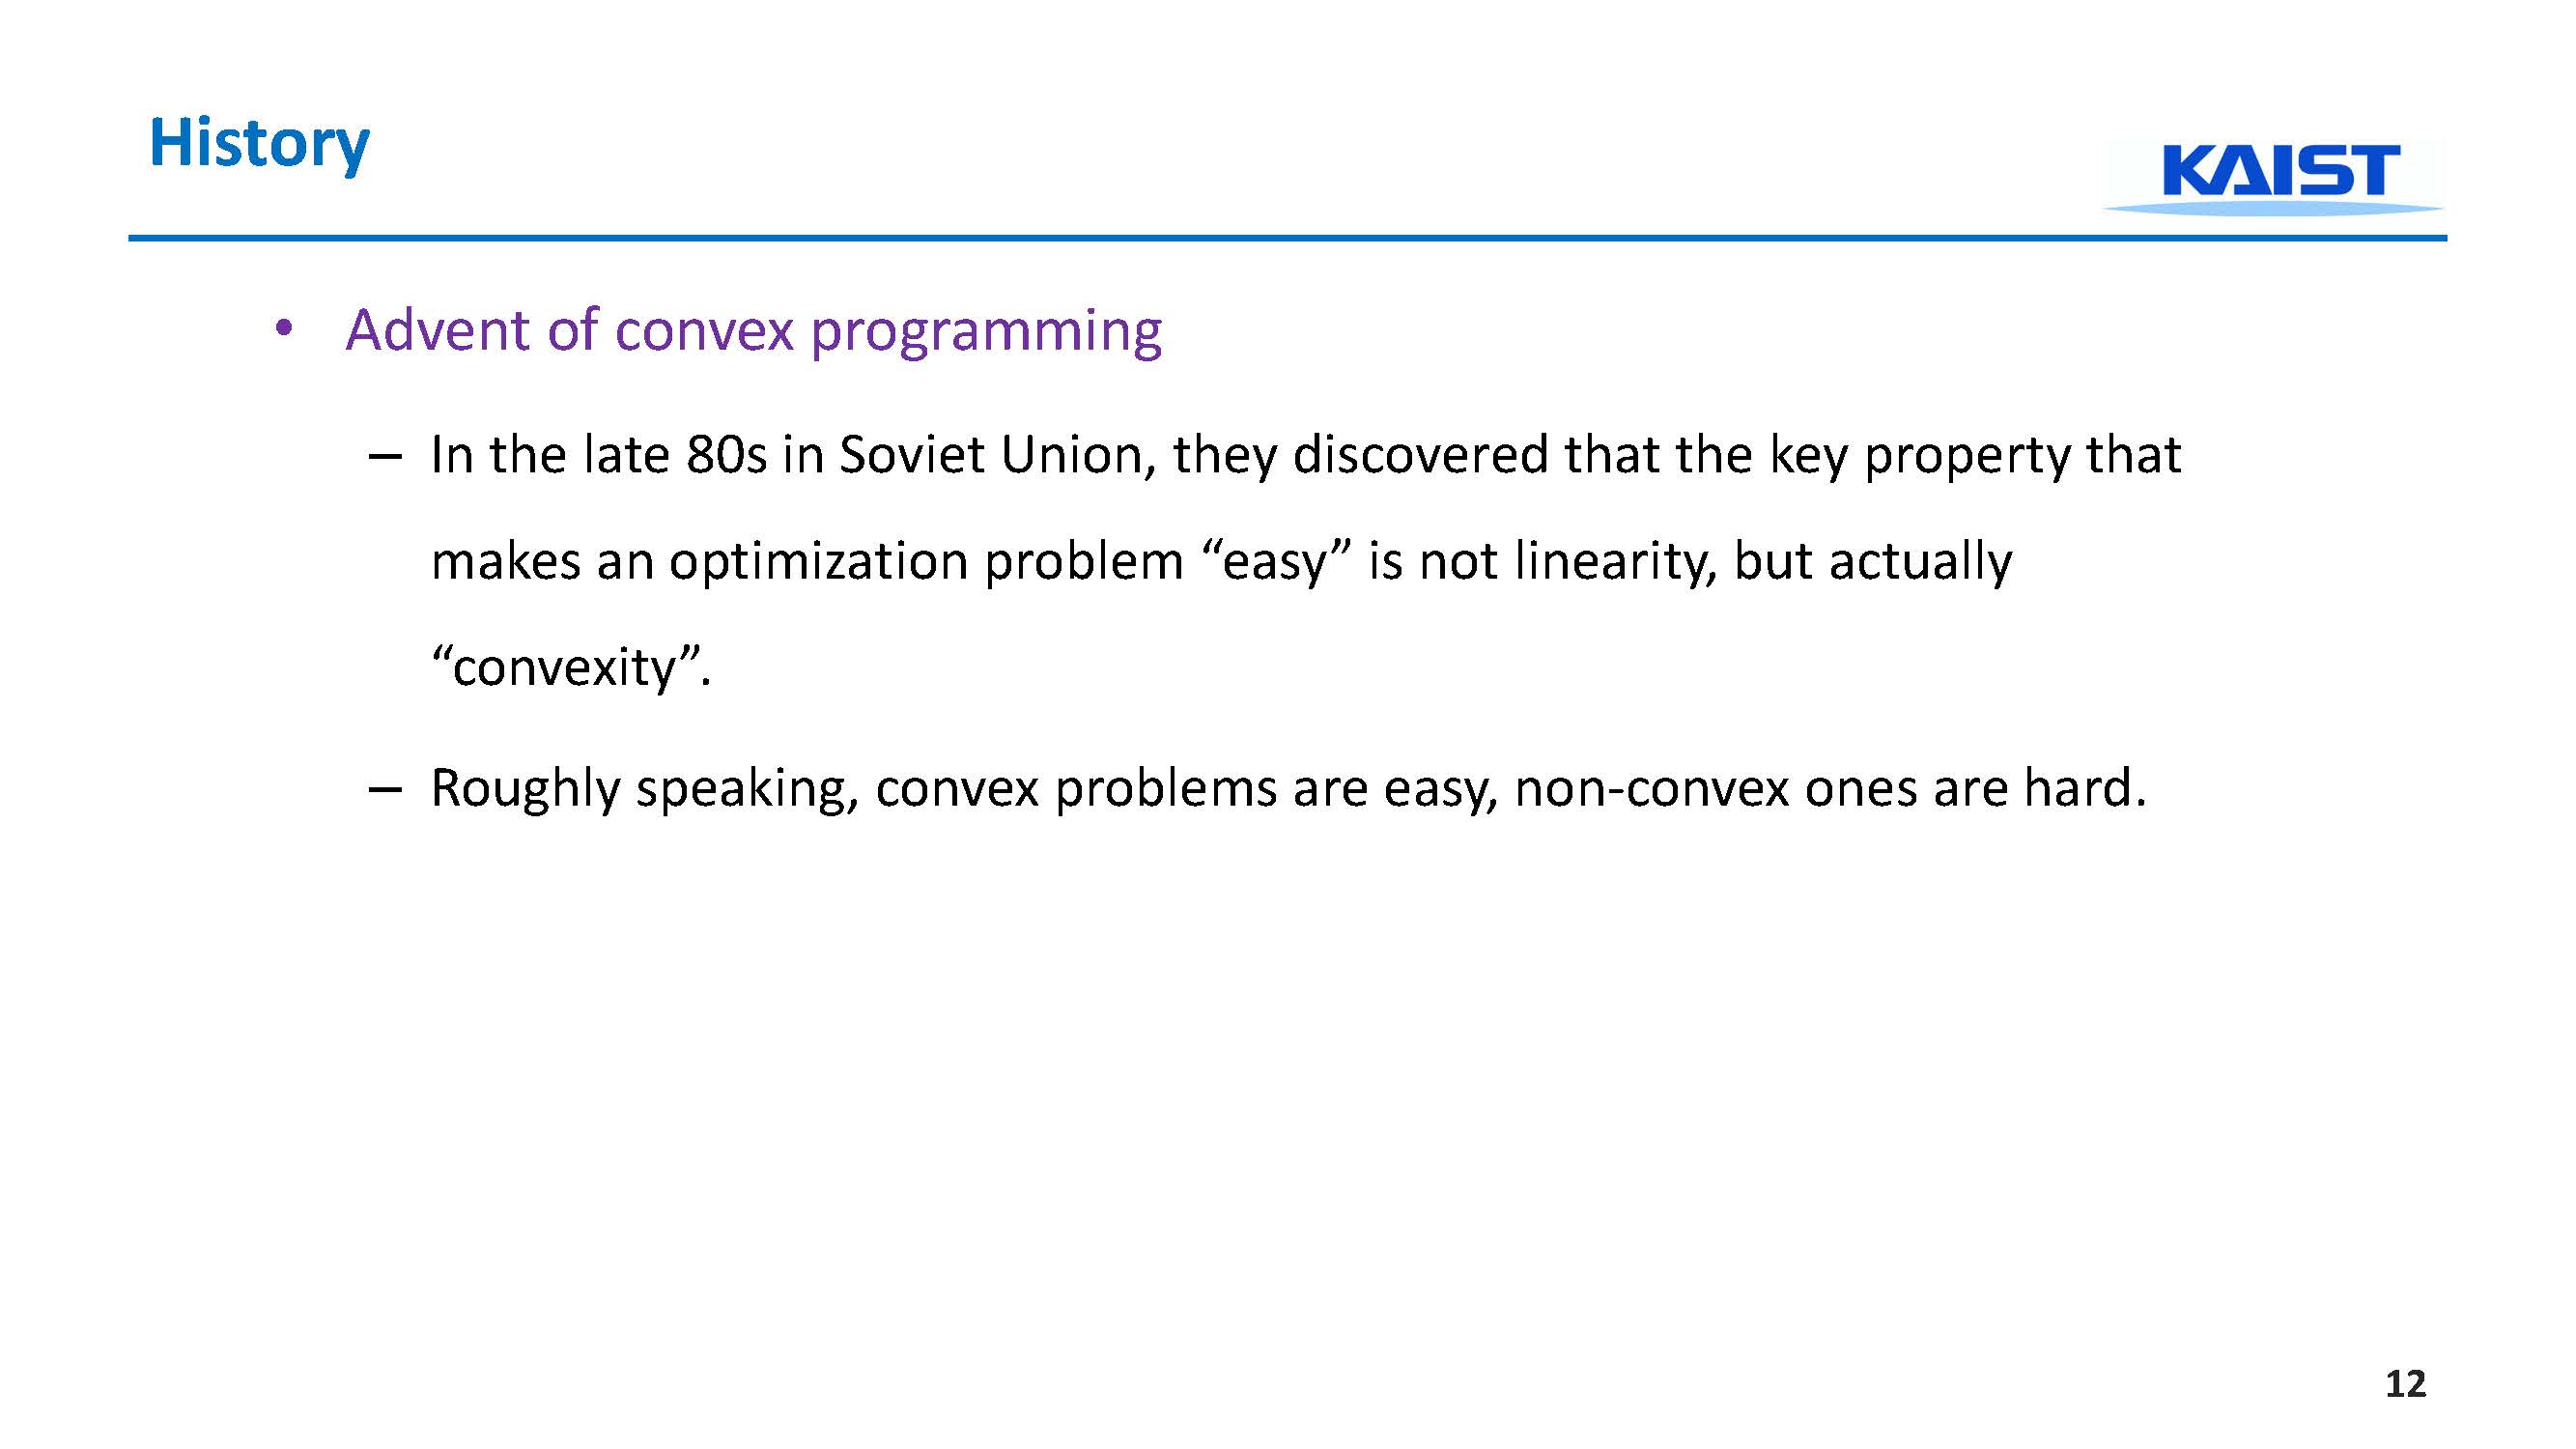 History
KAIST
• Advent of convex programming
– In the late 80s in Soviet Union, they discovered that the key property that
makes an optimization problem “easy” is not linearity, but actually
“convexity”.
– Roughly speaking, convex problems are easy, non-convex ones are hard.
12